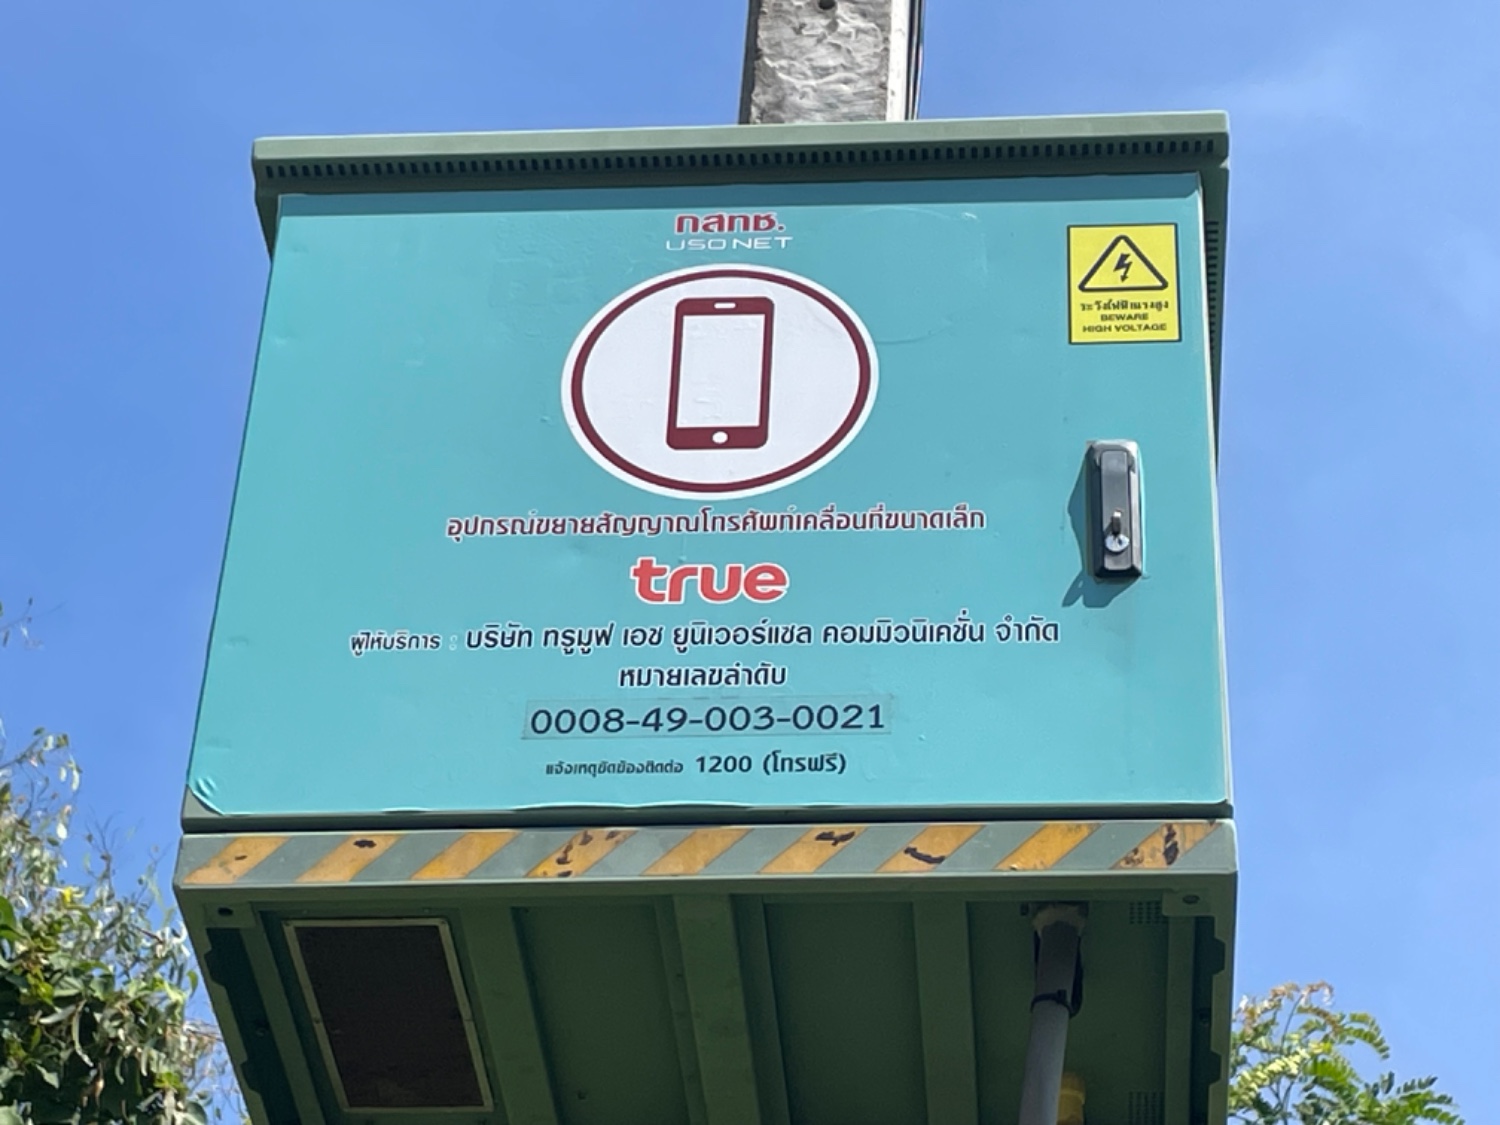 กสทช.
USO NET
ระวังไฟฟ้าแรงสูง
BEWARE
HIGH VOLTAGE
อุปกรณ์ขยายสัญญาณโทรศัพท์เคลื่อนที่ขนาดเล็ก
true
ผู้ให้บริการ : บริษัท ทรูมูฟ เอช ยูนิเวอร์แซล คอมมิวนิเคชั่น จำกัด
หมายเลขลำดับ
0008-49-003-0021
แจ้งเหตุขัดข้องติดต่อ 1200 (โทรฟรี)